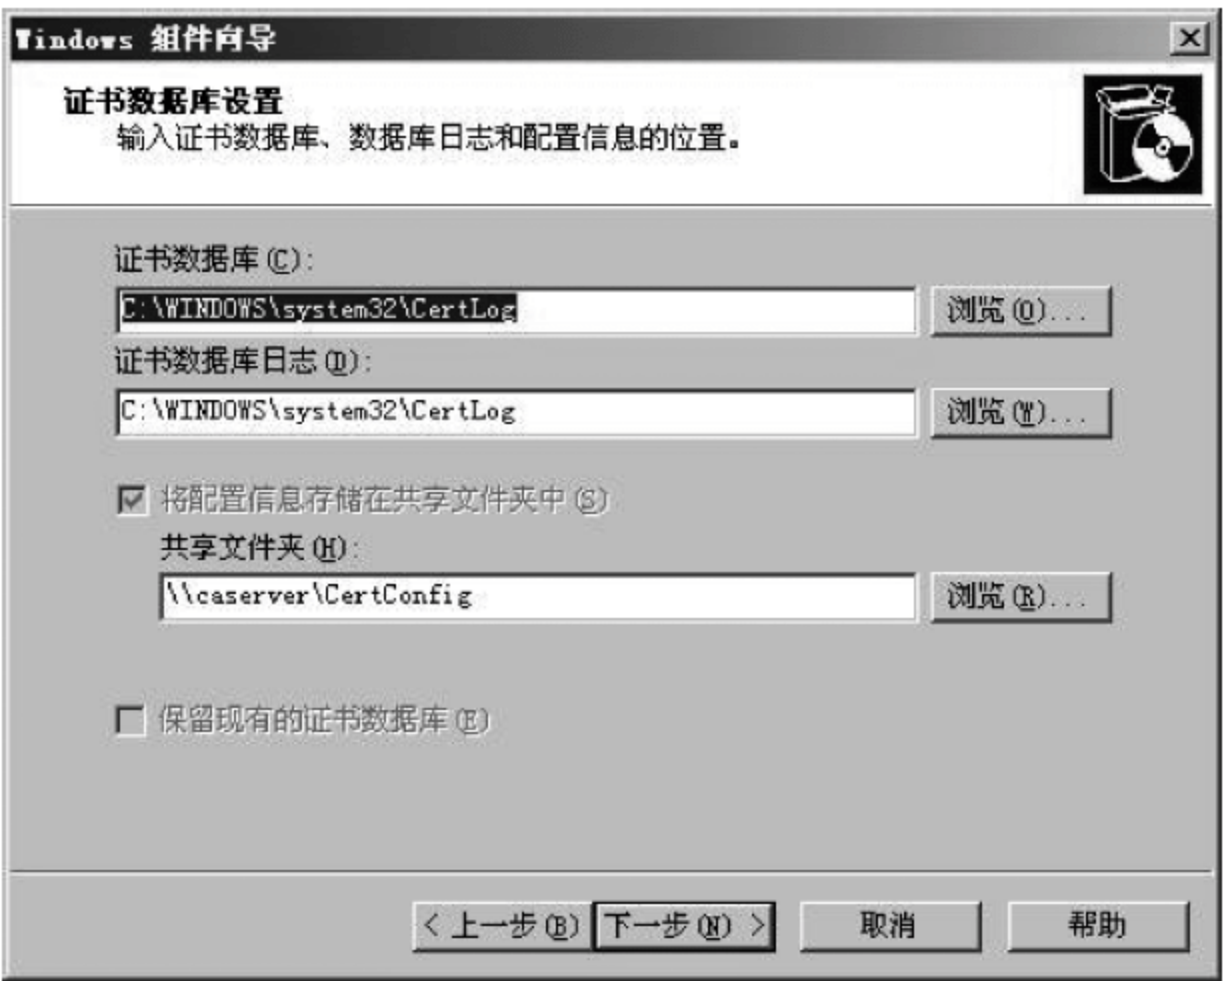 Windows 组件向导
证书数据库设置
输入证书数据库、数据库日志和配置信息的位置。
证书数据库(C):
C:\WINDOWS\system32\CertLog
浏览(O)...
证书数据库日志(D):
C:\WINDOWS\system32\CertLog
浏览(W)...
将配置信息存储在共享文件夹中(S)
共享文件夹(H):
\\caserver\CertConfig
浏览(R)...
保留现有的证书数据库(E)
< 上一步(B) 下一步(N) > 取消 帮助